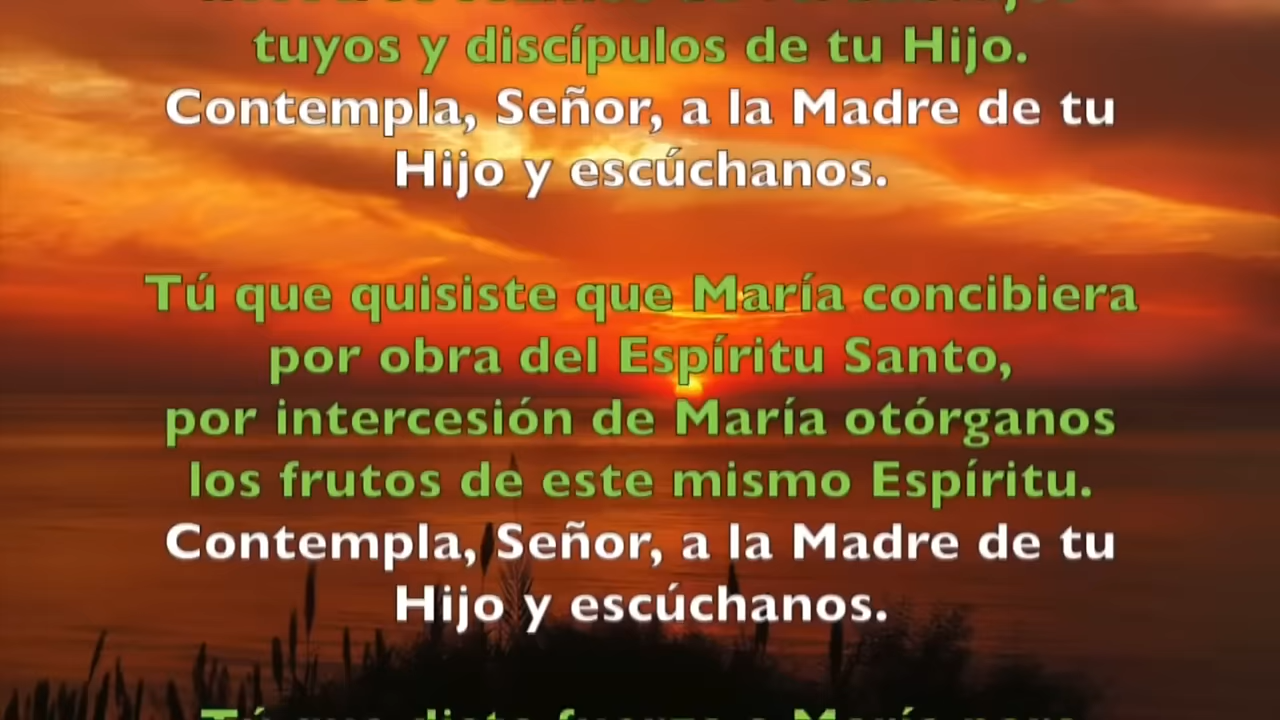 tuyos y discípulos de tu Hijo.
Contempla, Señor, a la Madre de tu
Hijo y escúchanos.
Tú que quisiste que María concibiera
por obra del Espíritu Santo,
por intercesión de María otórganos
los frutos de este mismo Espíritu.
Contempla, Señor, a la Madre de tu
Hijo y escúchanos.
Tú que diste fuerza a María para